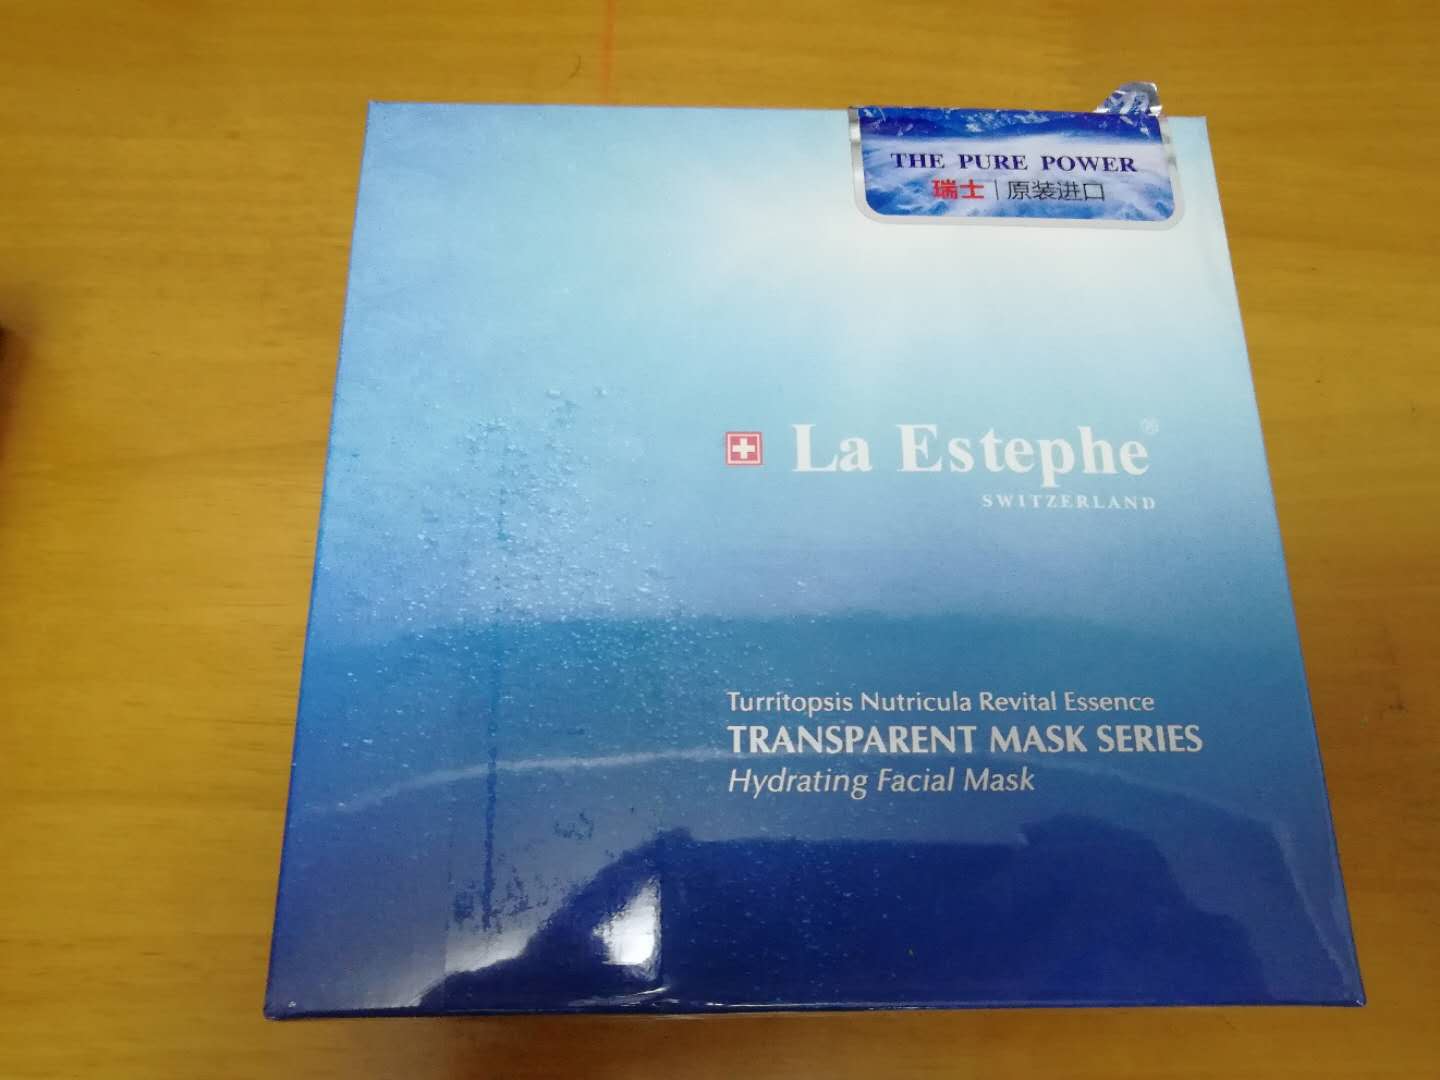 THE PURE POWER
瑞士|原装进口
La Estephe®
SWITZERLAND
Turritopsis Nutricula Revital Essence
TRANSPARENT MASK SERIES
Hydrating Facial Mask